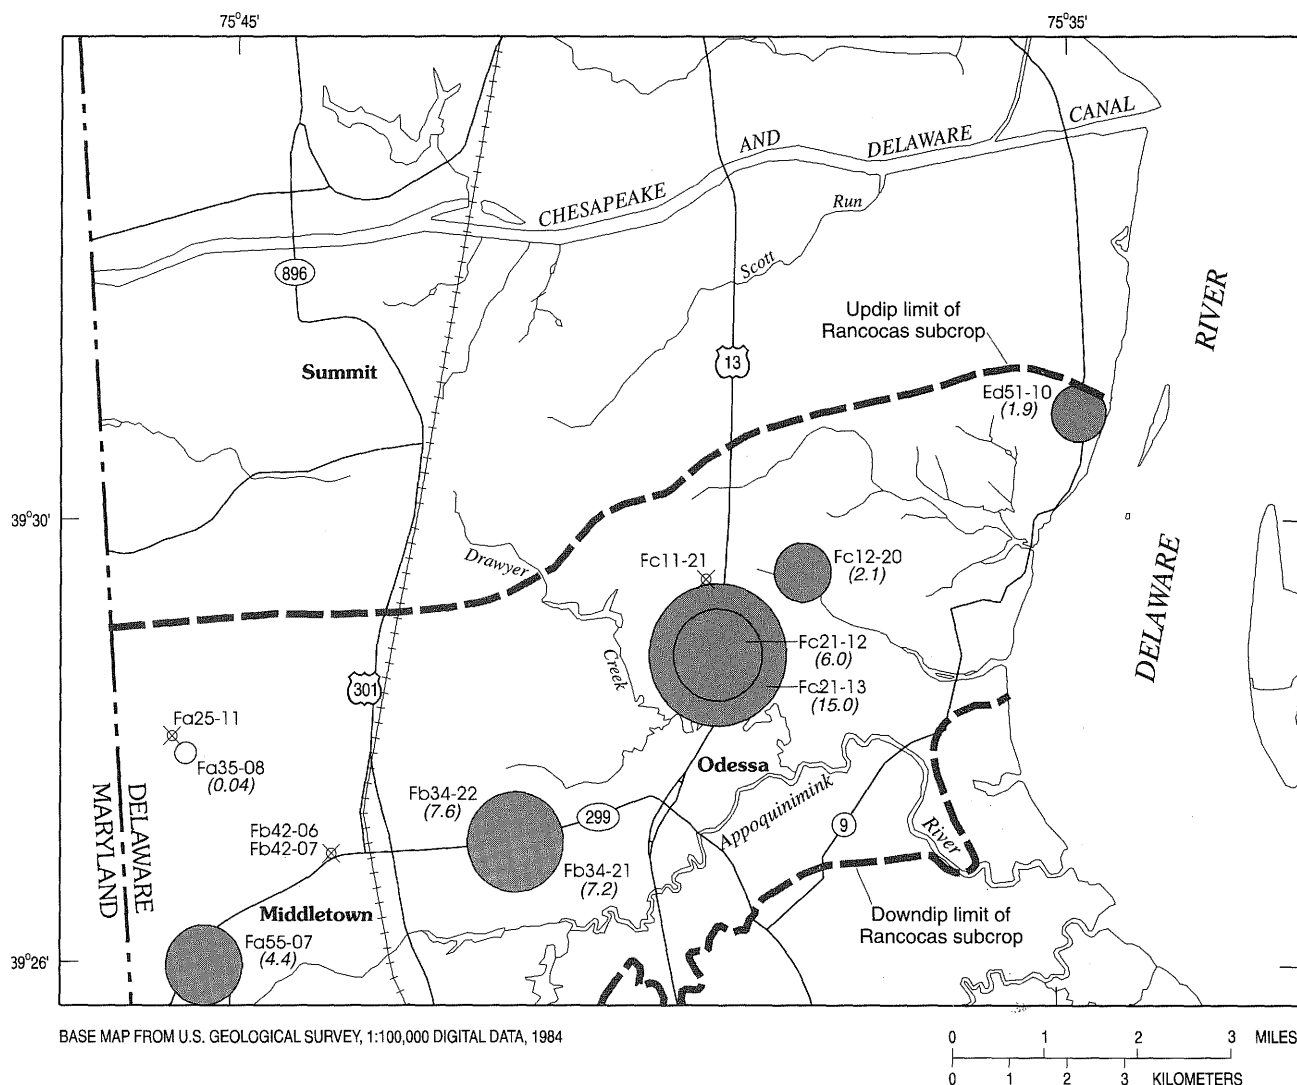 75°45'
75°35'
CHESAPEAKE
AND
DELAWARE
CANAL
Run
Scott
896
13
RIVER
Updip limit of
Rancocas subcrop
Summit
Ed51-10
(1.9)
39°30'
Drawyer
Fc11-21
Fc12-20
(2.1)
DELAWARE
Fc21-12
(6.0)
Creek
Fc21-13
(15.0)
301
Fa25-11
Fa35-08
(0.04)
Odessa
Fb34-22
(7.6)
299
Appoquinimink
River
9
DELAWARE
MARYLAND
Fb42-06
Fb42-07
Fb34-21
(7.2)
Middletown
Downdip limit of
Rancocas subcrop
Fa55-07
(4.4)
39°26'
BASE MAP FROM U.S. GEOLOGICAL SURVEY, 1:100,000 DIGITAL DATA, 1984
0 1 2 3 MILES
0 1 2 3 KILOMETERS